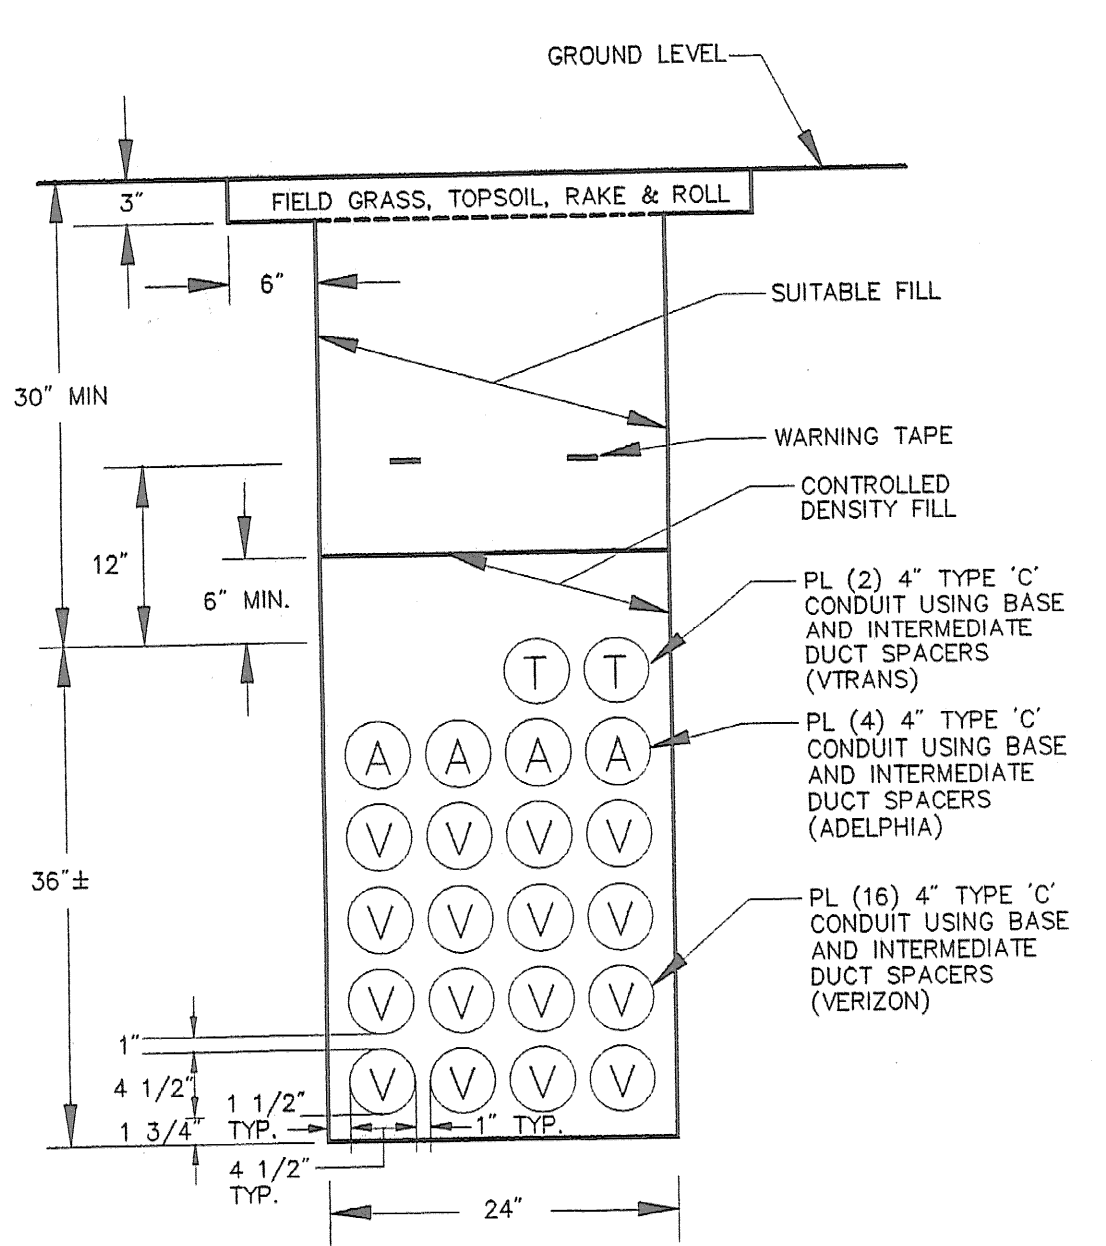 GROUND LEVEL
3"
FIELD GRASS, TOPSOIL, RAKE & ROLL
6"
SUITABLE FILL
30" MIN
WARNING TAPE
CONTROLLED
DENSITY FILL
12"
6" MIN.
PL (2) 4" TYPE 'C'
CONDUIT USING BASE
AND INTERMEDIATE
DUCT SPACERS
(VTRANS)
T T
PL (4) 4" TYPE 'C'
CONDUIT USING BASE
AND INTERMEDIATE
DUCT SPACERS
(ADELPHIA)
A A A A
V V V V
36"±
PL (16) 4" TYPE 'C'
CONDUIT USING BASE
AND INTERMEDIATE
DUCT SPACERS
(VERIZON)
V V V V
V V V V
1"
4 1/2"
V V V V
1 1/2"
TYP.
1 3/4"
1" TYP.
4 1/2"
TYP.
24"